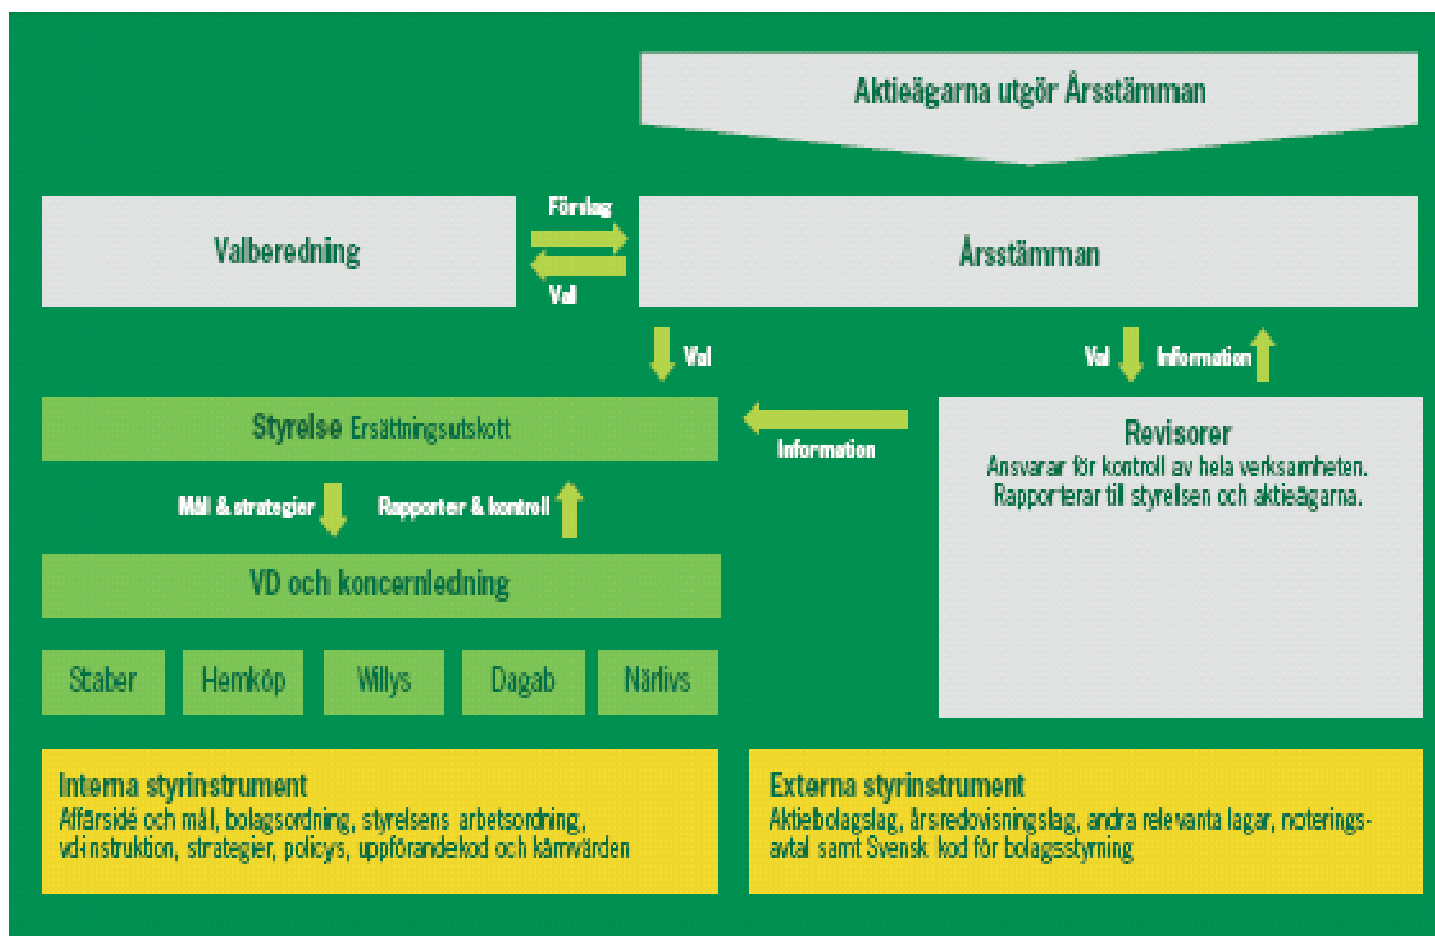 Aktieägarna utgör Årsstämman
Förslag
Valberedning
Årsstämman
Val
Val
Val
Information
Styrelse Ersättningsutskott
Information
Revisorer
Ansvarar för kontroll av hela verksamheten.
Rapporterar till styrelsen och aktieägarna.
Mål & strategier
Rapporter & kontroll
VD och koncernledning
Staber
Hemköp
Willys
Dagab
Närlivs
Interna styrinstrument
Affärsidé och mål, bolagsordning, styrelsens arbetsordning,
vd-instruktion, strategier, policys, uppförandekod och kärnvärden
Externa styrinstrument
Aktiebolagslag, årsredovisningslag, andra relevanta lagar, noterings-
avtal samt Svensk kod för bolagsstyrning